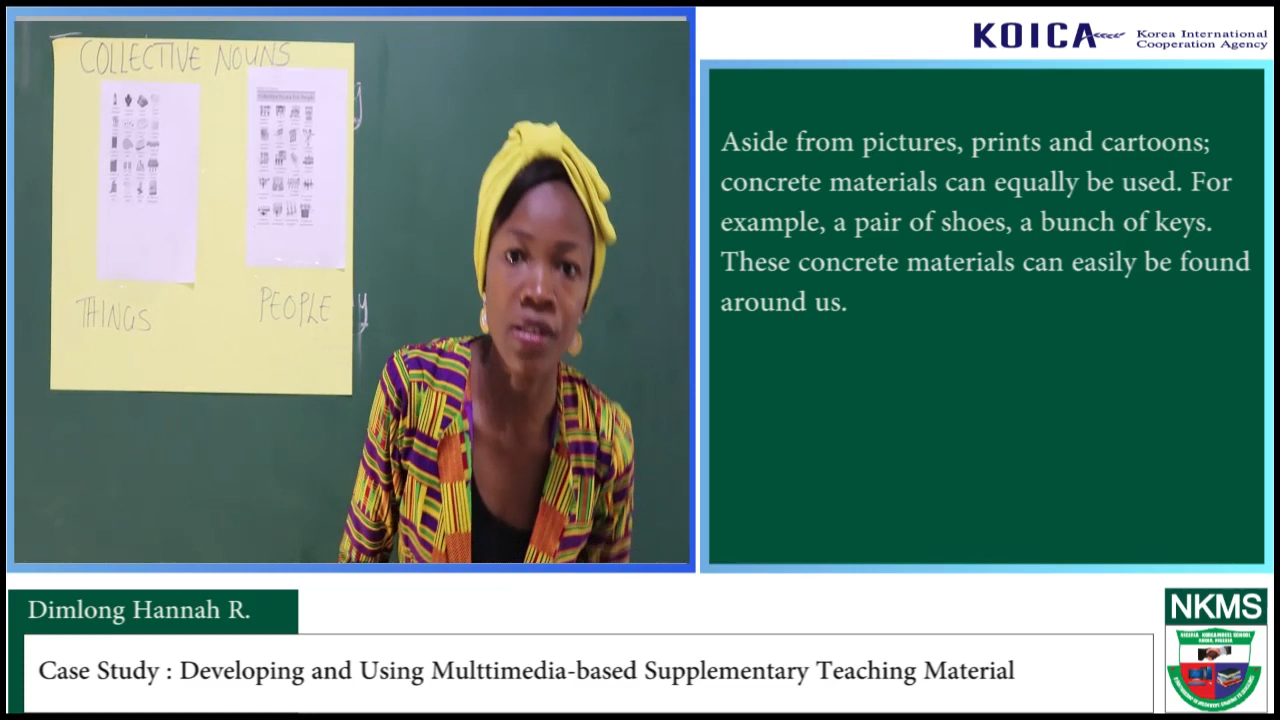 COLLECTIVE NOUNS
THINGS
PEOPLE
y
y
KOICA
Korea International
Cooperation Agency
Aside from pictures, prints and cartoons;
concrete materials can equally be used. For
example, a pair of shoes, a bunch of keys.
These concrete materials can easily be found
around us.
Dimlong Hannah R.
Case Study : Developing and Using Multtimedia-based Supplementary Teaching Material
NKMS